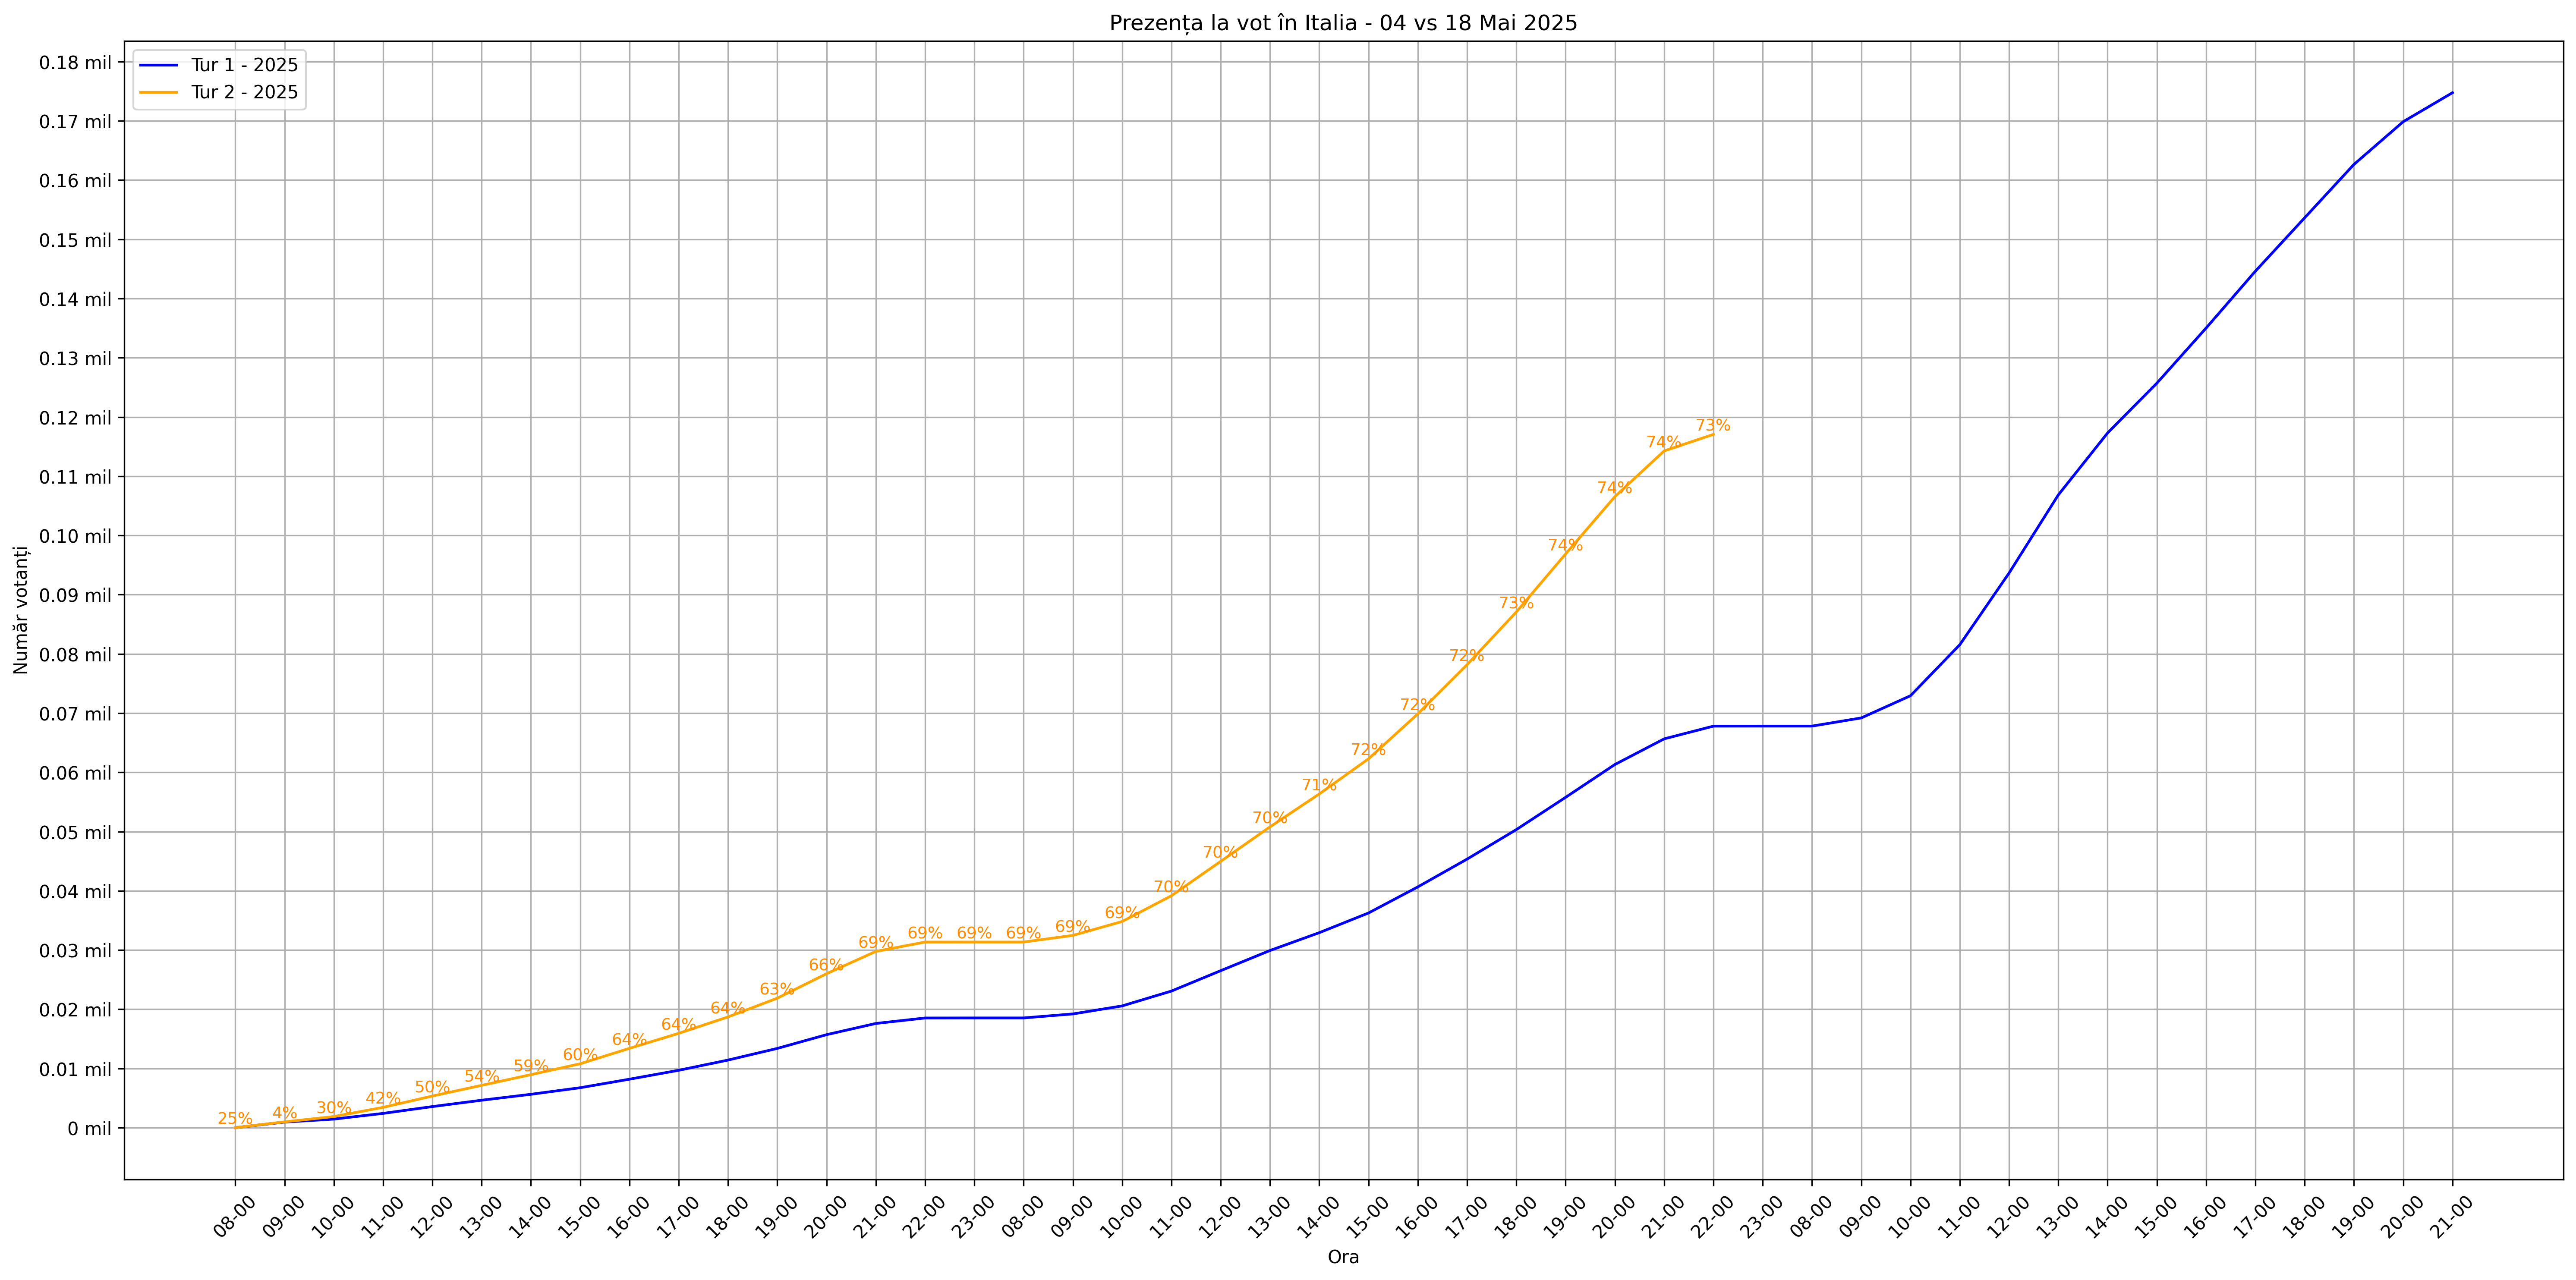 Prezența la vot în Italia - 04 vs 18 Mai 2025
Tur 1 - 2025
Tur 2 - 2025
Număr votanți
0.18 mil
0.17 mil
0.16 mil
0.15 mil
0.14 mil
0.13 mil
0.12 mil
0.11 mil
0.10 mil
0.09 mil
0.08 mil
0.07 mil
0.06 mil
0.05 mil
0.04 mil
0.03 mil
0.02 mil
0.01 mil
0 mil
25% 4% 30% 42% 50% 54% 59% 60% 64% 64% 64% 63% 66% 69% 69% 69% 69% 69% 69% 70% 70% 70% 71% 72% 72% 72% 73% 74% 74% 74% 73%
08-00 09-00 10-00 11-00 12-00 13-00 14-00 15-00 16-00 17-00 18-00 19-00 20-00 21-00 22-00 23-00 08-00 09-00 10-00 11-00 12-00 13-00 14-00 15-00 16-00 17-00 18-00 19-00 20-00 21-00 22-00 23-00 08-00 09-00 10-00 11-00 12-00 13-00 14-00 15-00 16-00 17-00 18-00 19-00 20-00 21-00
Ora